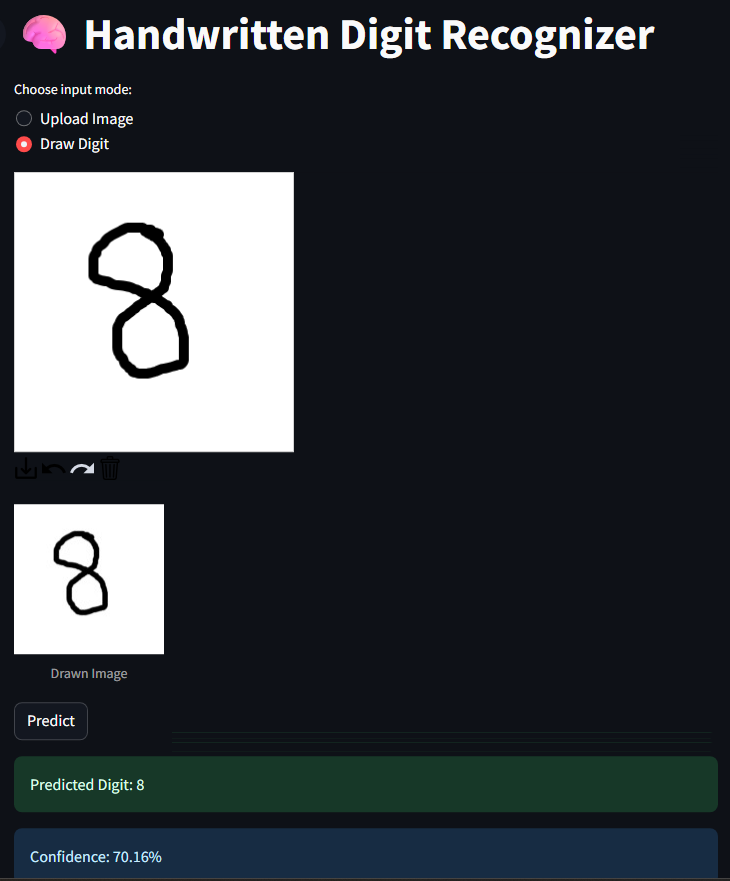 Handwritten Digit Recognizer
Choose input mode:
Upload Image
Draw Digit
8
8
Drawn Image
Predict
Predicted Digit: 8
Confidence: 70.16%